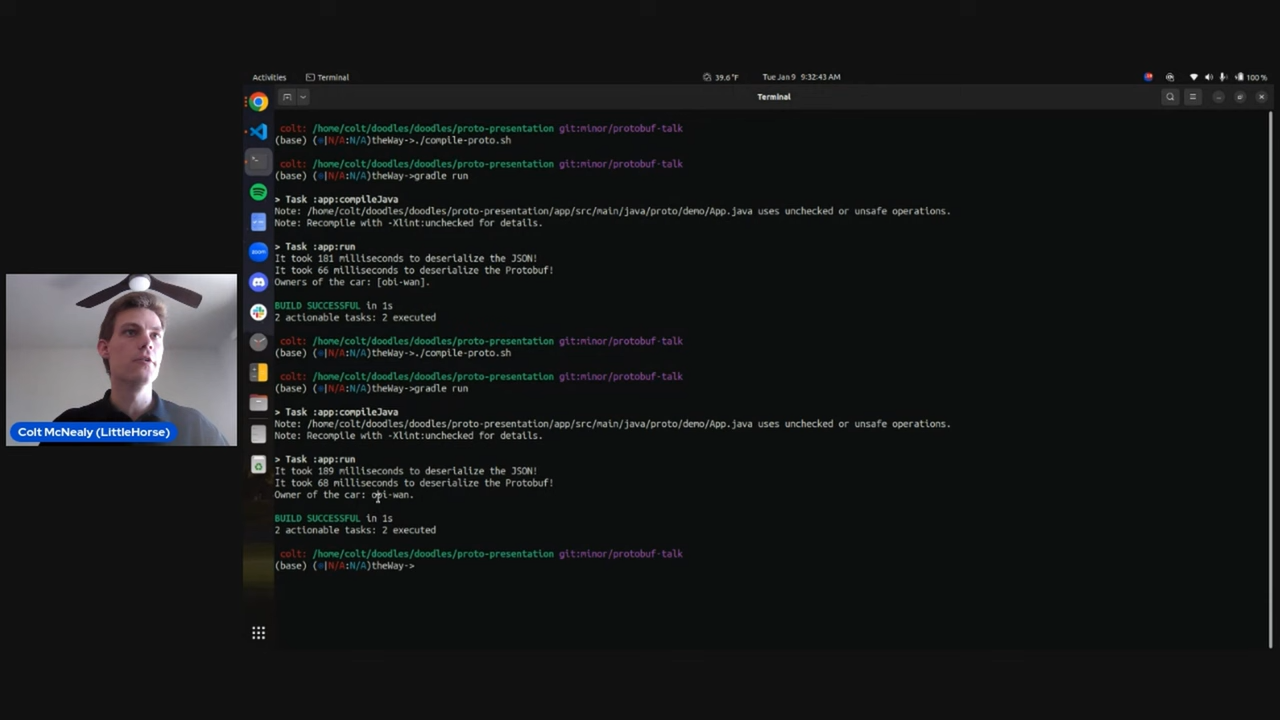 Activities
Terminal
39.6 °F
Tue Jan 9 9:32:43 AM
100 %
Terminal
colt: /home/colt/doodles/doodles/proto-presentation git:minor/protobuf-talk
(base) (⎈|N/A:N/A)theWay->./compile-proto.sh
colt: /home/colt/doodles/doodles/proto-presentation git:minor/protobuf-talk
(base) (⎈|N/A:N/A)theWay->gradle run
> Task :app:compileJava
Note: /home/colt/doodles/doodles/proto-presentation/app/src/main/java/proto/demo/App.java uses unchecked or unsafe operations.
Note: Recompile with -Xlint:unchecked for details.
> Task :app:run
It took 181 milliseconds to deserialize the JSON!
It took 66 milliseconds to deserialize the Protobuf!
Owners of the car: [obi-wan].
BUILD SUCCESSFUL in 1s
2 actionable tasks: 2 executed
colt: /home/colt/doodles/doodles/proto-presentation git:minor/protobuf-talk
(base) (⎈|N/A:N/A)theWay->./compile-proto.sh
colt: /home/colt/doodles/doodles/proto-presentation git:minor/protobuf-talk
(base) (⎈|N/A:N/A)theWay->gradle run
> Task :app:compileJava
Note: /home/colt/doodles/doodles/proto-presentation/app/src/main/java/proto/demo/App.java uses unchecked or unsafe operations.
Note: Recompile with -Xlint:unchecked for details.
> Task :app:run
It took 189 milliseconds to deserialize the JSON!
It took 68 milliseconds to deserialize the Protobuf!
Owner of the car: obi-wan.
BUILD SUCCESSFUL in 1s
2 actionable tasks: 2 executed
colt: /home/colt/doodles/doodles/proto-presentation git:minor/protobuf-talk
(base) (⎈|N/A:N/A)theWay->
zoom
Colt McNealy (LittleHorse)